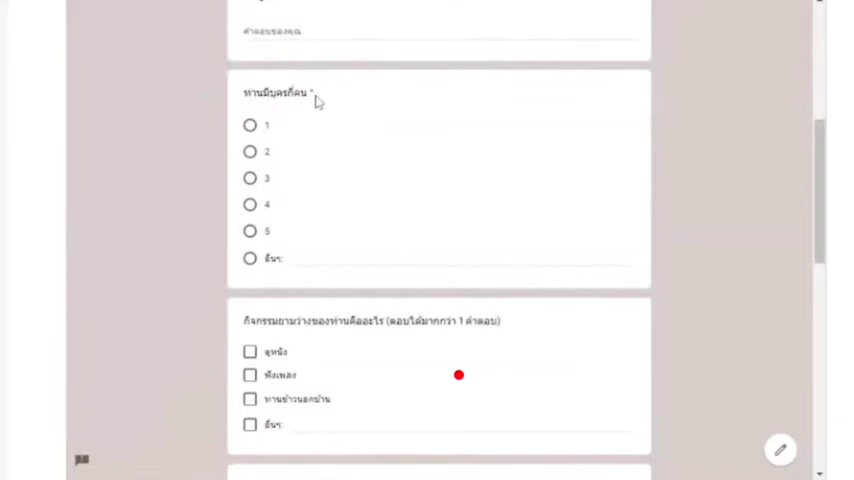 คำตอบของคุณ
ท่านมีบุตรกี่คน *
1
2
3
4
5
อื่นๆ:
กิจกรรมยามว่างของท่านคืออะไร (ตอบได้มากกว่า 1 คำตอบ)
ดูหนัง
ฟังเพลง
ทานข้าวนอกบ้าน
อื่นๆ: